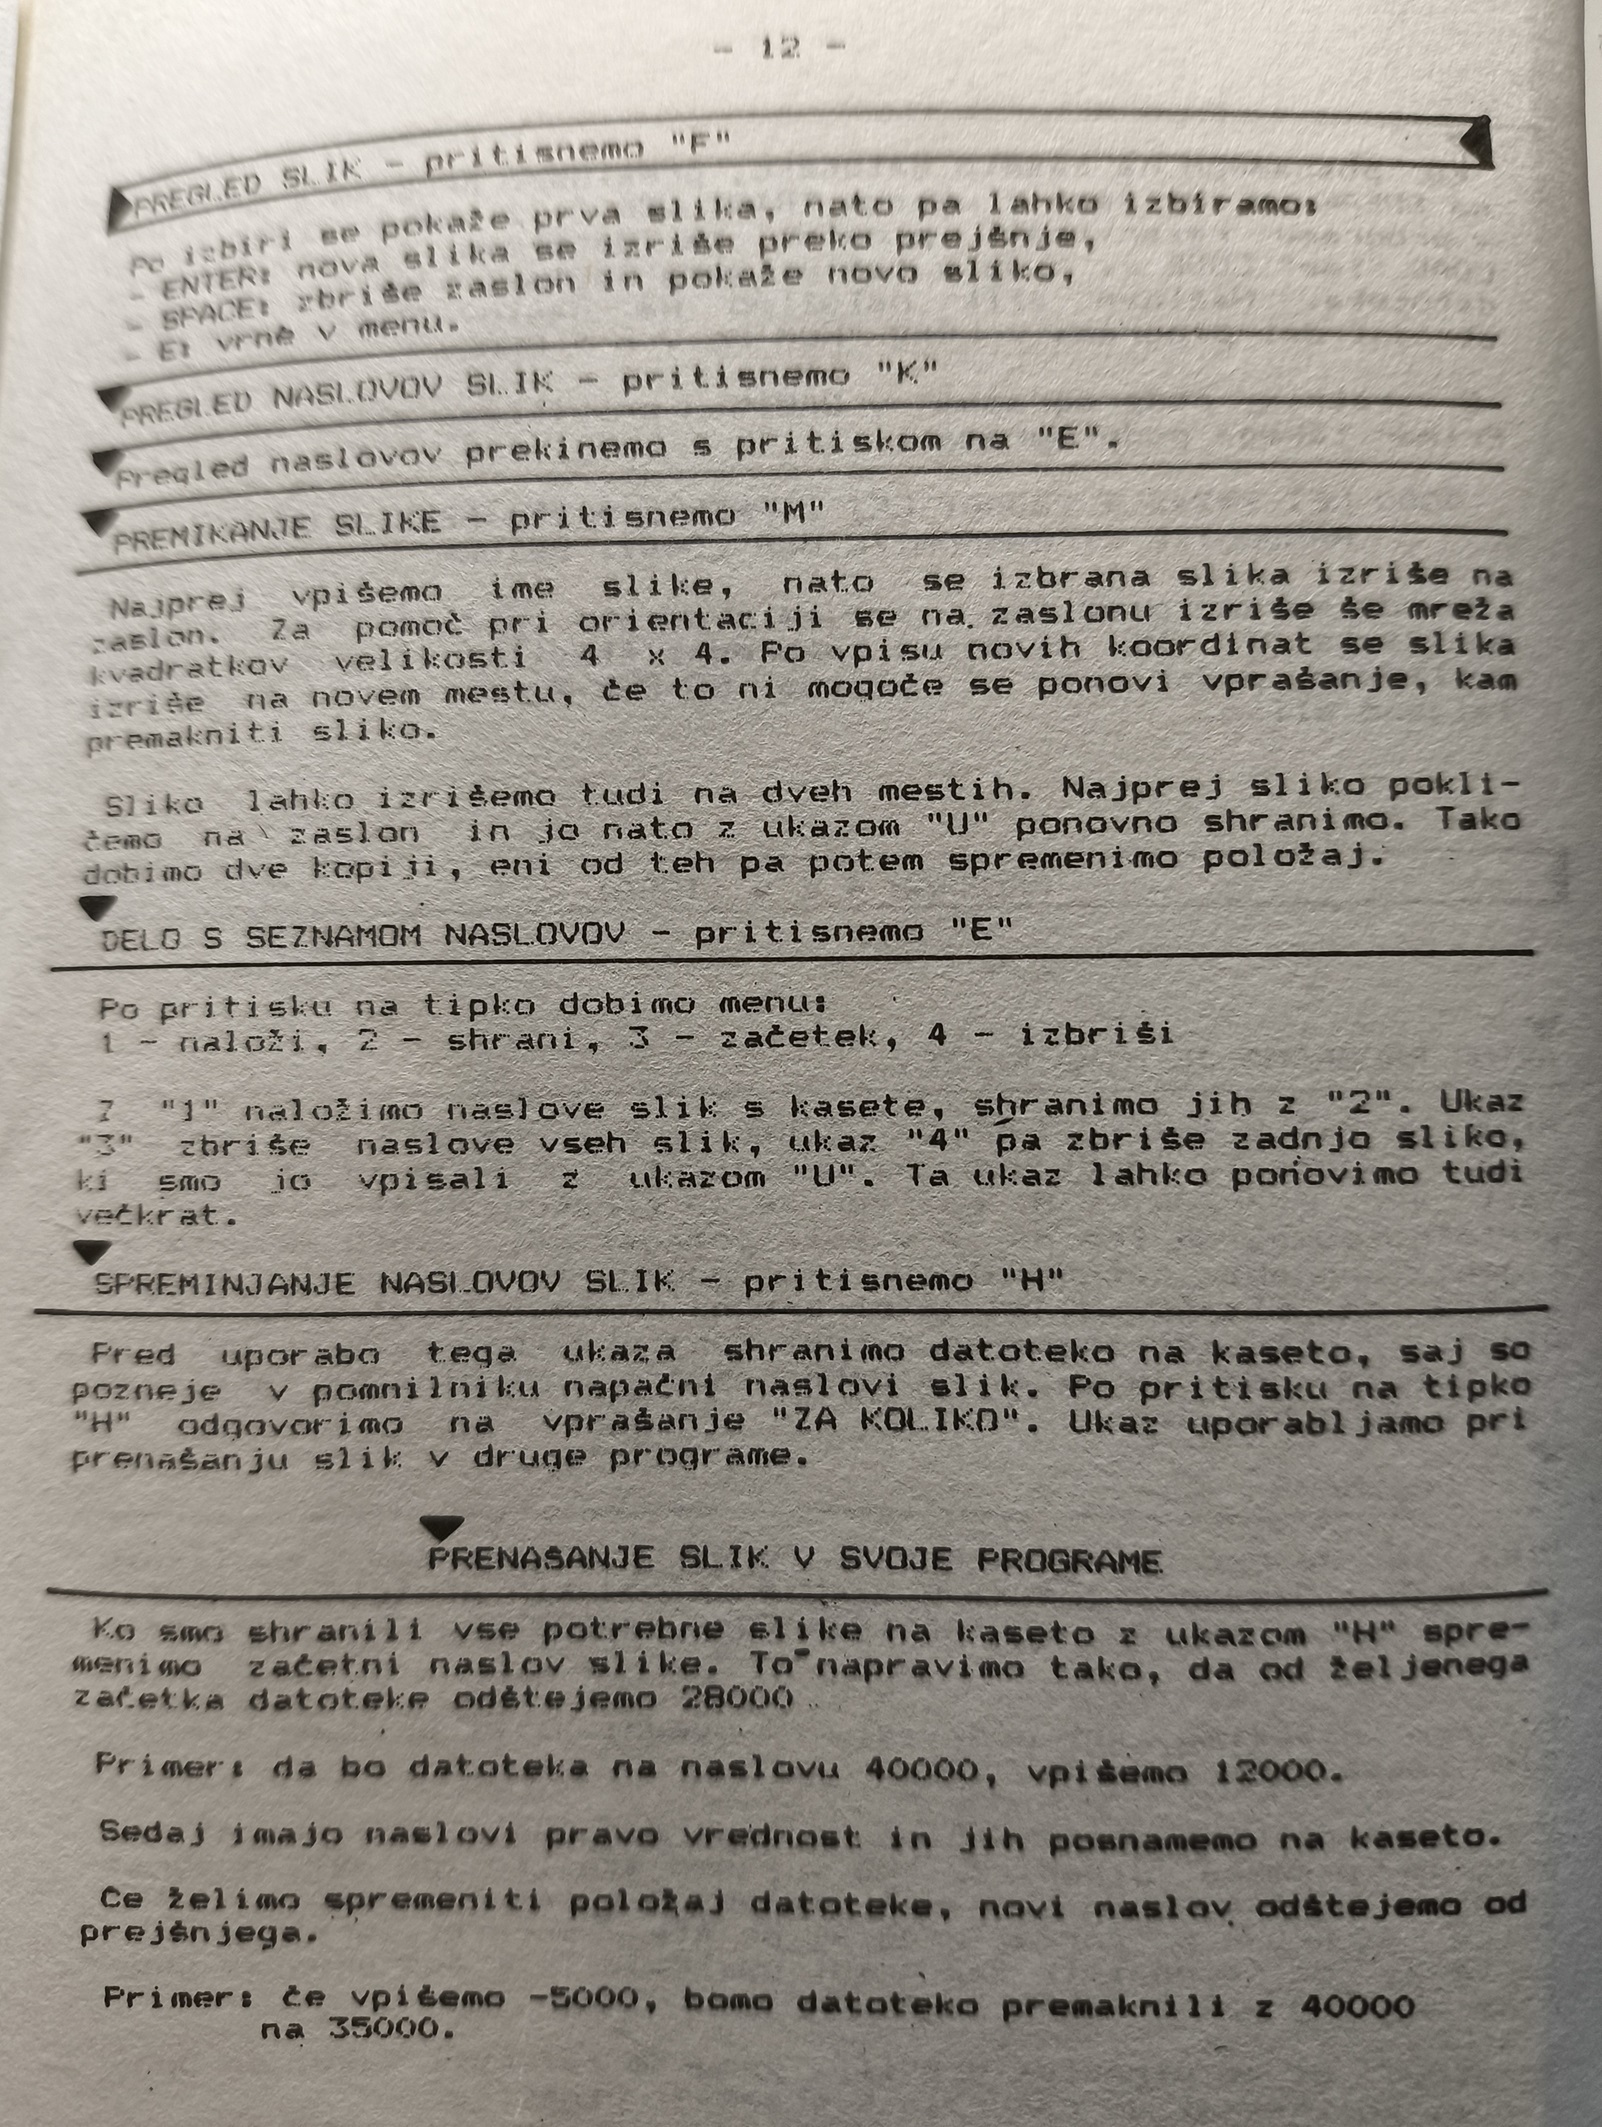 - 12 -
PREGLED SLIK - pritisnemo "F"
Po izbiri se pokaže prva slika, nato pa lahko izbiramo:
- ENTER: nova slika se izriše preko prejšnje,
- SPACE: zbriše zaslon in pokaže novo sliko,
- E: vrne v menu.
PREGLED NASLOVOV SLIK - pritisnemo "K"
Pregled naslovov prekinemo s pritiskom na "E".
PREMIKANJE SLIKE - pritisnemo "M"
Najprej vpišemo ime slike, nato se izbrana slika izriše na
zaslon. Za pomoč pri orientaciji se na zaslonu izriše še mreža
kvadratkov velikosti 4 x 4. Po vpisu novih koordinat se slika
izriše na novem mestu, če to ni mogoče se ponovi vprašanje, kam
premakniti sliko.
Sliko lahko izrišemo tudi na dveh mestih. Najprej sliko pokli-
čemo na zaslon in jo nato z ukazom "U" ponovno shranimo. Tako
dobimo dve kopiji, eni od teh pa potem spremenimo položaj.
DELO S SEZNAMOM NASLOVOV - pritisnemo "E"
Po pritisku na tipko dobimo menu:
1 - naloži, 2 - shrani, 3 - začetek, 4 - izbriši
Z "1" naložimo naslove slik s kasete, shranimo jih z "2". Ukaz
"3" zbriše naslove vseh slik, ukaz "4" pa zbriše zadnjo sliko,
ki smo jo vpisali z ukazom "U". Ta ukaz lahko ponovimo tudi
večkrat.
SPREMINJANJE NASLOVOV SLIK - pritisnemo "H"
Pred uporabo tega ukaza shranimo datoteko na kaseto, saj so
pozneje v pomnilniku napačni naslovi slik. Po pritisku na tipko
"H" odgovorimo na vprašanje "ZA KOLIKO". Ukaz uporabljamo pri
prenašanju slik v druge programe.
PRENAŠANJE SLIK V SVOJE PROGRAME
Ko smo shranili vse potrebne slike na kaseto z ukazom "H" spre-
menimo začetni naslov slike. To napravimo tako, da od željenega
začetka datoteke odštejemo 28000.
Primer: da bo datoteka na naslovu 40000, vpišemo 12000.
Sedaj imajo naslovi pravo vrednost in jih posnamemo na kaseto.
Če želimo spremeniti položaj datoteke, novi naslov odštejemo od
prejšnjega.
Primer: če vpišemo -5000, bomo datoteko premaknili z 40000
na 35000.